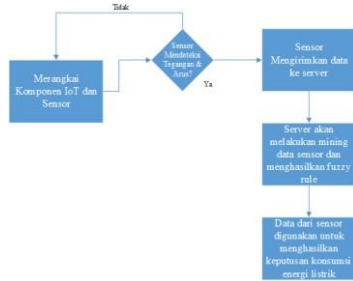 Tidak
Merangkai
Komponen IoT dan
Sensor
Sensor
Mendeteksi
Tegangan &
Arus?
Ya
Sensor
Mengirimkan data
ke server
Server akan
melakukan mining
data sensor dan
menghasilkan fuzzy
rule
Data dari sensor
digunakan untuk
menghasilkan
keputusan konsumsi
energi listrik